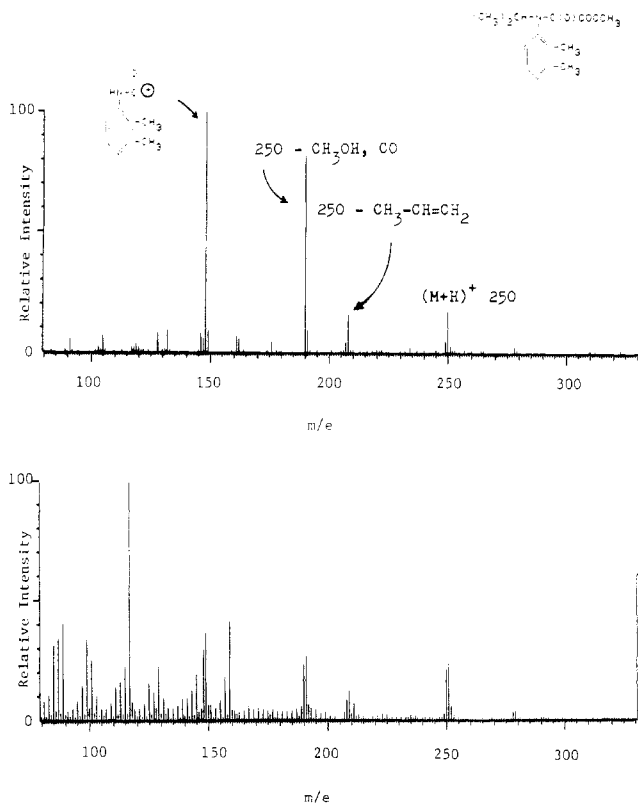 (CH3)2CH-N-C(O)COOCH3
-CH3
-CH3
O
HN-C⊕
-CH3
-CH3
100
250 - CH3OH, CO
250 - CH3-CH=CH2
(M+H)+ 250
Relative Intensity
0
100 150 200 250 300
m/e
100
Relative Intensity
0
100 150 200 250 300
m/e